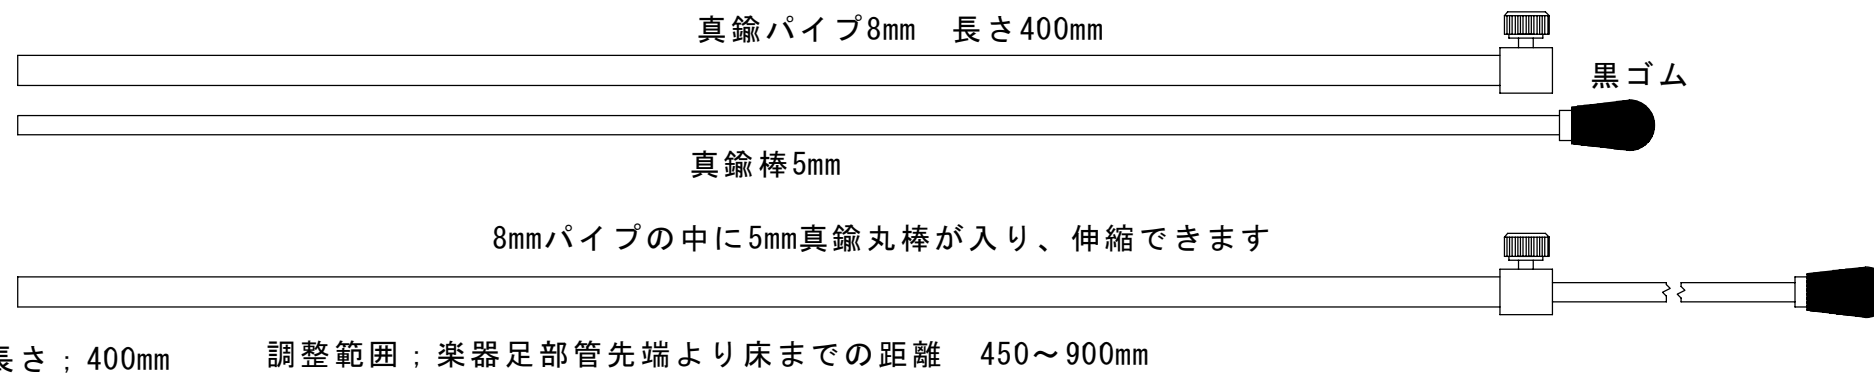 真鍮パイプ8mm　長さ400mm
黒ゴム
真鍮棒5mm
8mmパイプの中に5mm真鍮丸棒が入り、伸縮できます
長さ；400mm　　調整範囲；楽器足部管先端より床までの距離　450～900mm